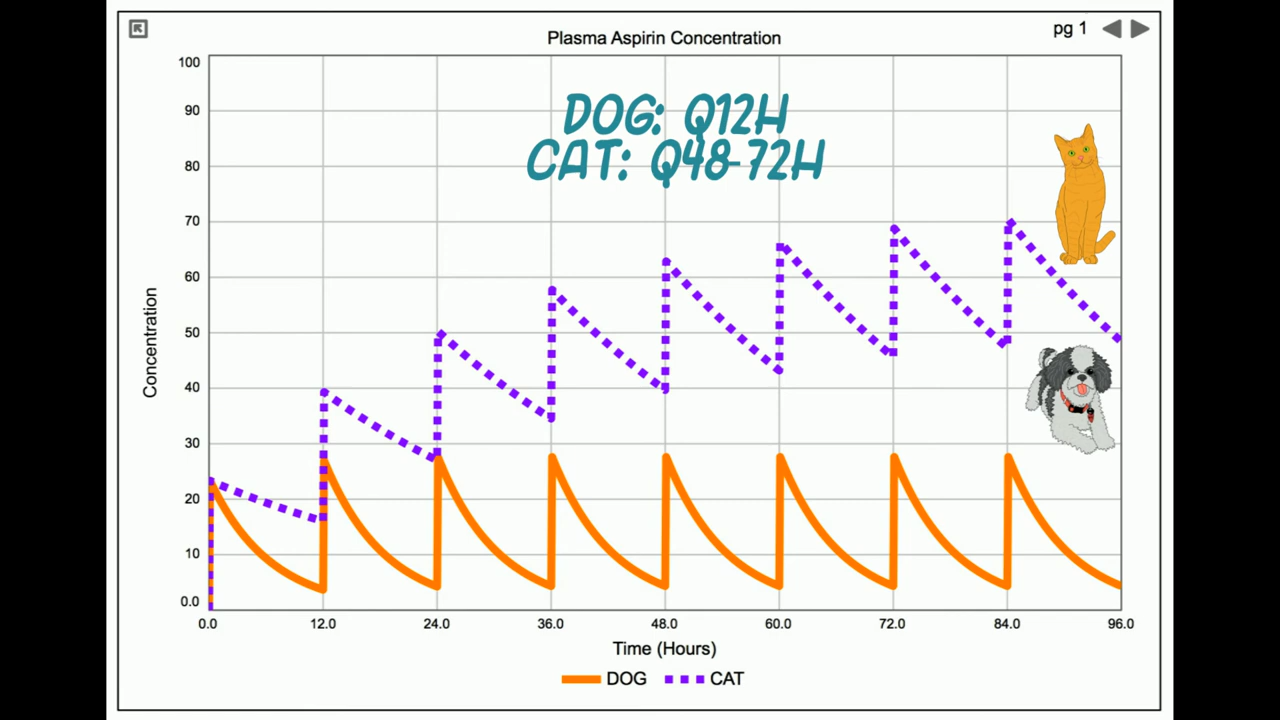 Plasma Aspirin Concentration
pg 1
DOG: Q12H
CAT: Q48-72H
100
90
80
70
60
50
40
30
20
10
0.0
Concentration
0.0 12.0 24.0 36.0 48.0 60.0 72.0 84.0 96.0
Time (Hours)
DOG CAT